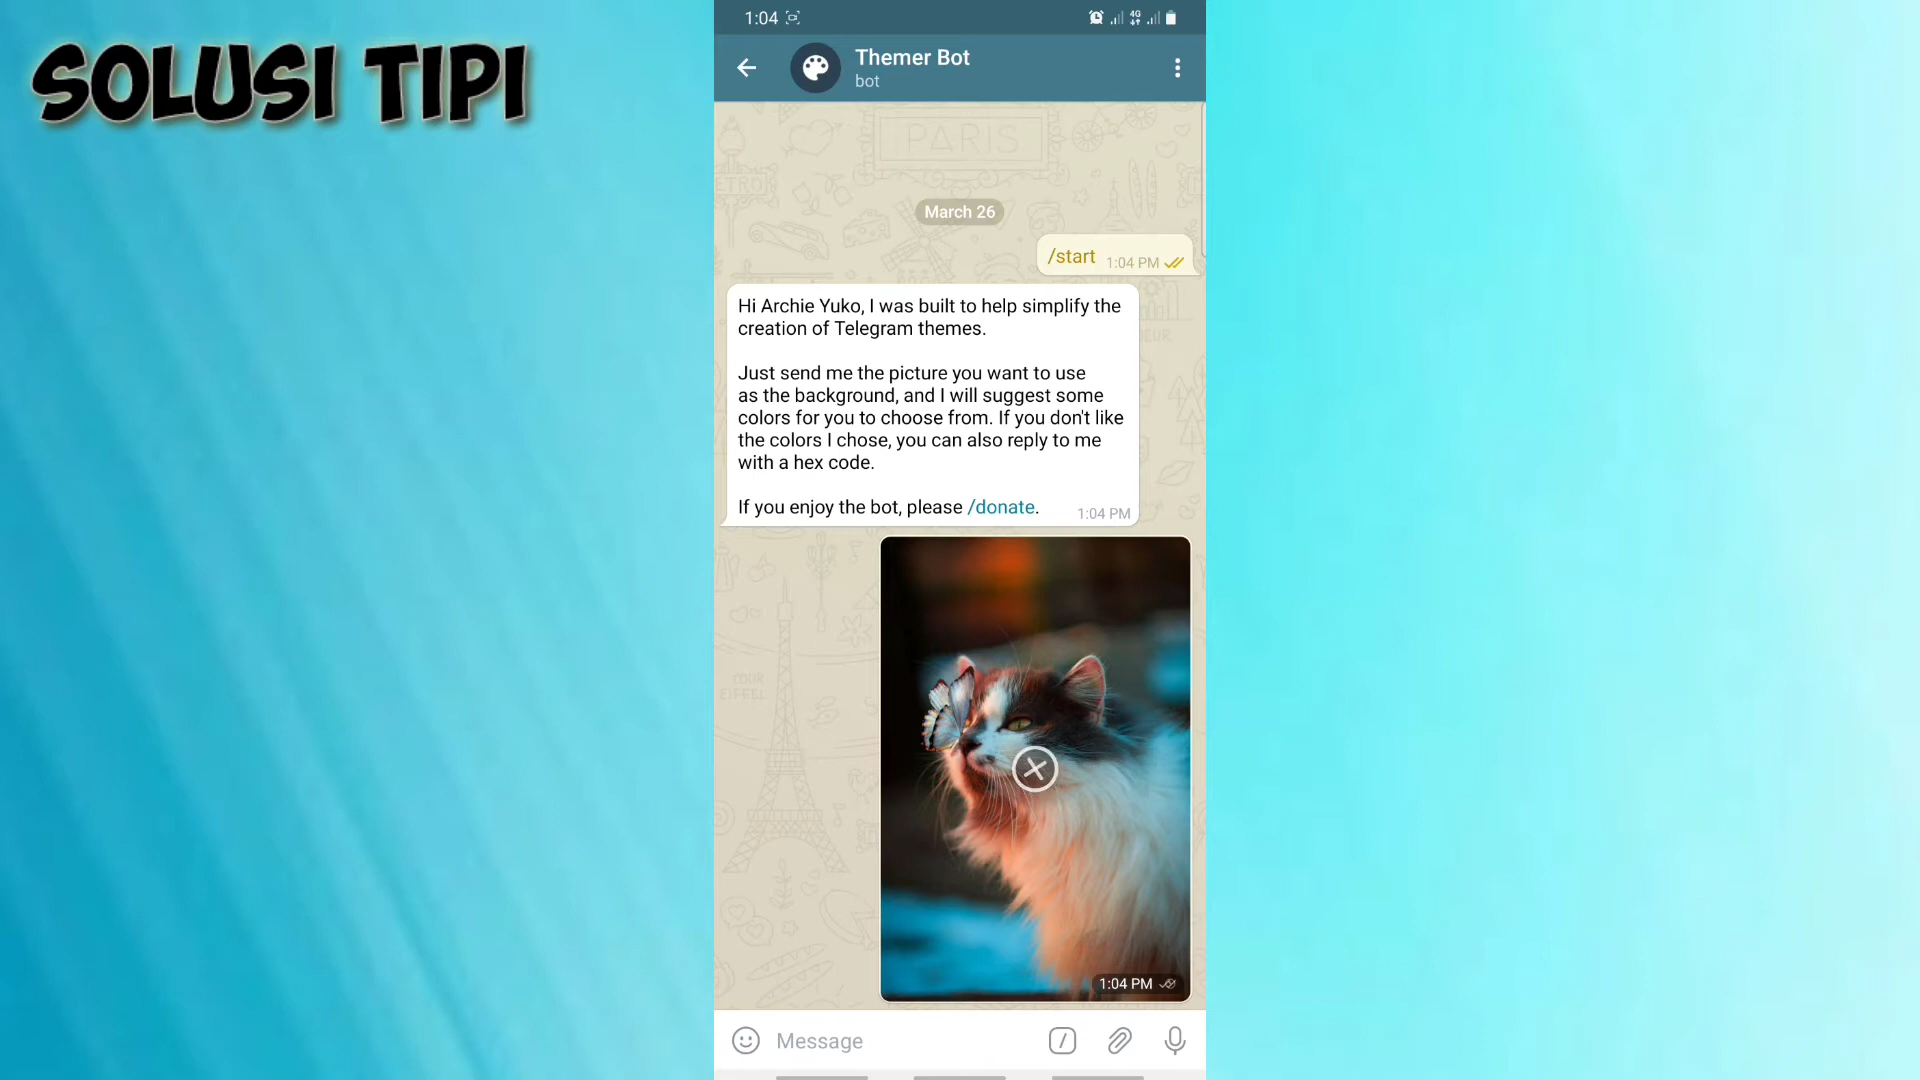 SOLUSI TIPI
1:04
4G
Themer Bot
bot
PARIS
March 26
/start 1:04 PM
Hi Archie Yuko, I was built to help simplify the
creation of Telegram themes.
Just send me the picture you want to use
as the background, and I will suggest some
colors for you to choose from. If you don't like
the colors I chose, you can also reply to me
with a hex code.
If you enjoy the bot, please /donate. 1:04 PM
TOUR
EIFFEL
1:04 PM
Message